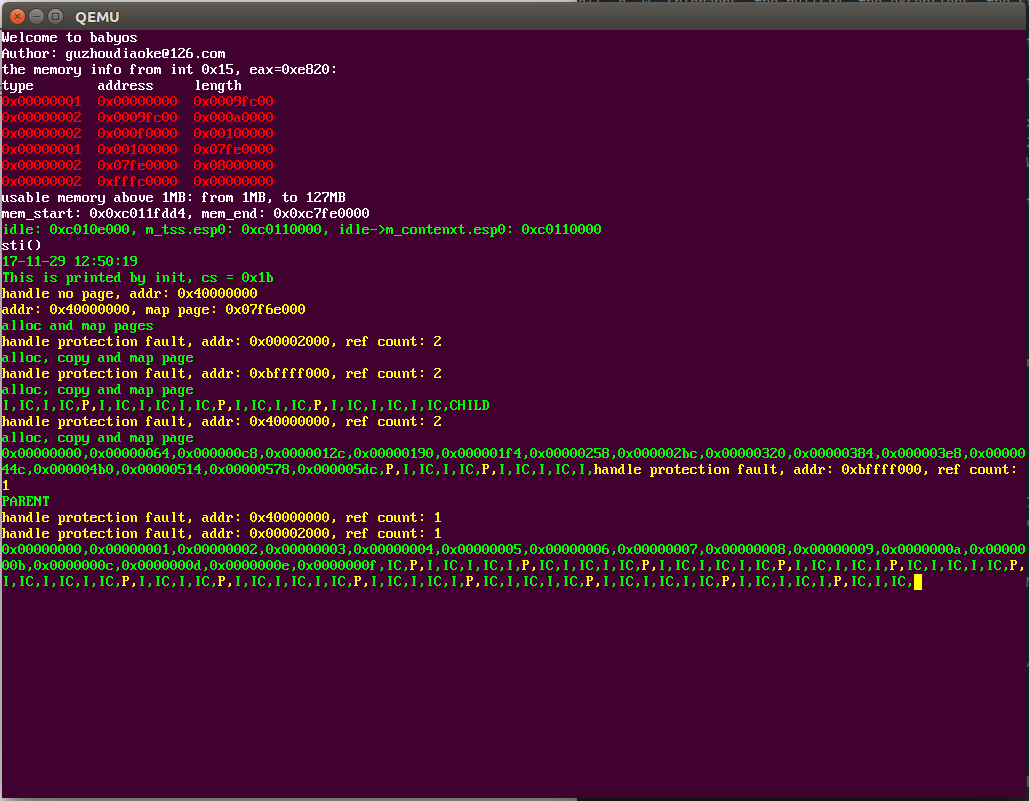 QEMU
Welcome to babyos
Author: guzhoudiaoke@126.com
the memory info from int 0x15, eax=0xe820:
type address length
0x00000001 0x00000000 0x0009fc00
0x00000002 0x0009fc00 0x000a0000
0x00000002 0x000f0000 0x00100000
0x00000001 0x00100000 0x07fe0000
0x00000002 0x07fe0000 0x08000000
0x00000002 0xfffc0000 0x00000000
usable memory above 1MB: from 1MB, to 127MB
mem_start: 0x0xc011fdd4, mem_end: 0x0xc7fe0000
idle: 0xc010e000, m_tss.esp0: 0xc0110000, idle->m_contenxt.esp0: 0xc0110000
sti()
17-11-29 12:50:19
This is printed by init, cs = 0x1b
handle no page, addr: 0x40000000
addr: 0x40000000, map page: 0x07f6e000
alloc and map pages
handle protection fault, addr: 0x00002000, ref count: 2
alloc, copy and map page
handle protection fault, addr: 0xbffff000, ref count: 2
alloc, copy and map page
I,IC,I,IC,P,I,IC,I,IC,I,IC,P,I,IC,I,IC,P,I,IC,I,IC,I,IC,CHILD
handle protection fault, addr: 0x40000000, ref count: 2
alloc, copy and map page
0x00000000,0x00000064,0x000000c8,0x0000012c,0x00000190,0x000001f4,0x00000258,0x000002bc,0x00000320,0x00000384,0x000003e8,0x00000
44c,0x000004b0,0x00000514,0x00000578,0x000005dc,P,I,IC,I,IC,P,I,IC,I,IC,I,handle protection fault, addr: 0xbffff000, ref count:
1
PARENT
handle protection fault, addr: 0x40000000, ref count: 1
handle protection fault, addr: 0x00002000, ref count: 1
0x00000000,0x00000001,0x00000002,0x00000003,0x00000004,0x00000005,0x00000006,0x00000007,0x00000008,0x00000009,0x0000000a,0x00000
00b,0x0000000c,0x0000000d,0x0000000e,0x0000000f,IC,P,I,IC,I,IC,I,P,IC,I,IC,I,IC,P,I,IC,I,IC,I,IC,P,I,IC,I,IC,I,P,IC,I,IC,I,IC,P,
I,IC,I,IC,I,IC,P,I,IC,I,IC,P,I,IC,I,IC,I,IC,P,I,IC,I,IC,I,P,IC,I,IC,I,IC,P,I,IC,I,IC,I,IC,P,I,IC,I,IC,I,P,IC,I,IC,